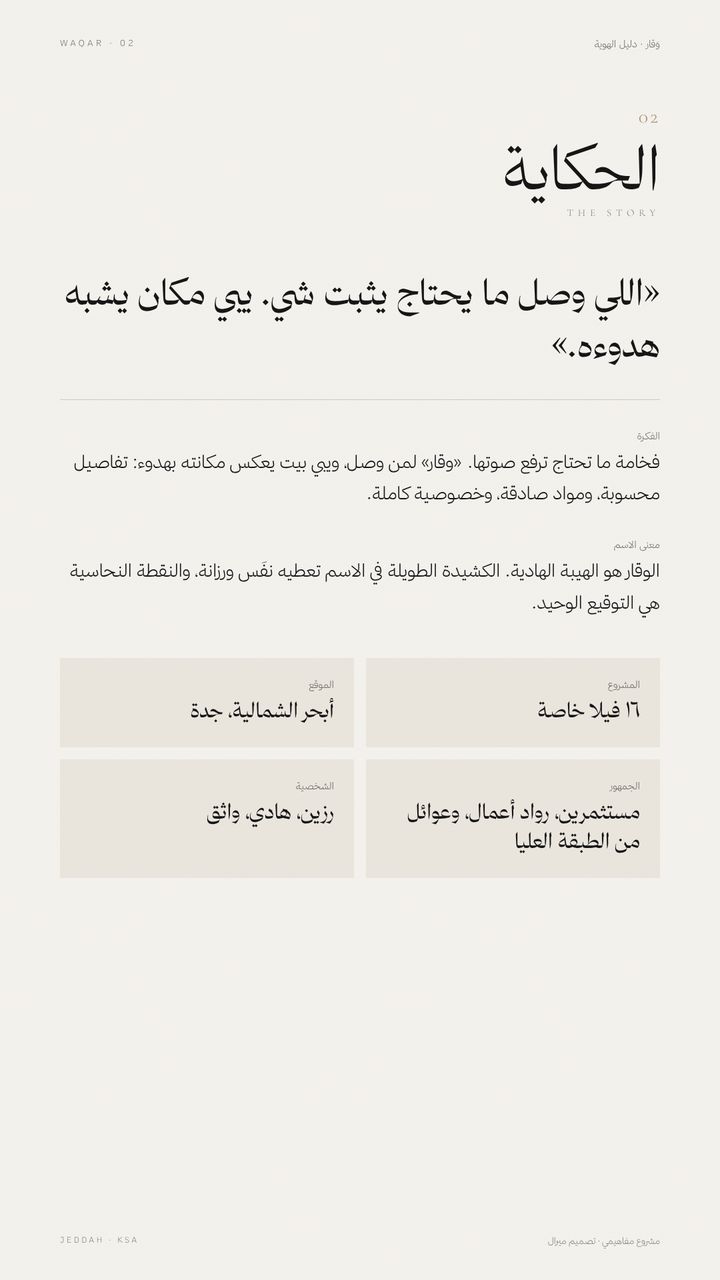 وقار · دليل الهوية
WAQAR · 02
02
الحكاية
THE STORY
«اللي وصل ما يحتاج يثبت شي. يبي مكان يشبه
هدوءه.»
الفكرة
فخامة ما تحتاج ترفع صوتها. «وقار» لمن وصل، ويبي بيت يعكس مكانته بهدوء: تفاصيل
محسوبة، ومواد صادقة، وخصوصية كاملة.
معنى الاسم
الوقار هو الهيبة الهادية. الكشيدة الطويلة في الاسم تعطيه نفَس ورزانة، والنقطة النحاسية
هي التوقيع الوحيد.
المشروع
١٦ فيلا خاصة
الموقع
أبحر الشمالية، جدة
الجمهور
مستثمرين، رواد أعمال، وعوائل
من الطبقة العليا
الشخصية
رزين، هادي، واثق
مشروع مفاهيمي · تصميم ميرال
JEDDAH · KSA